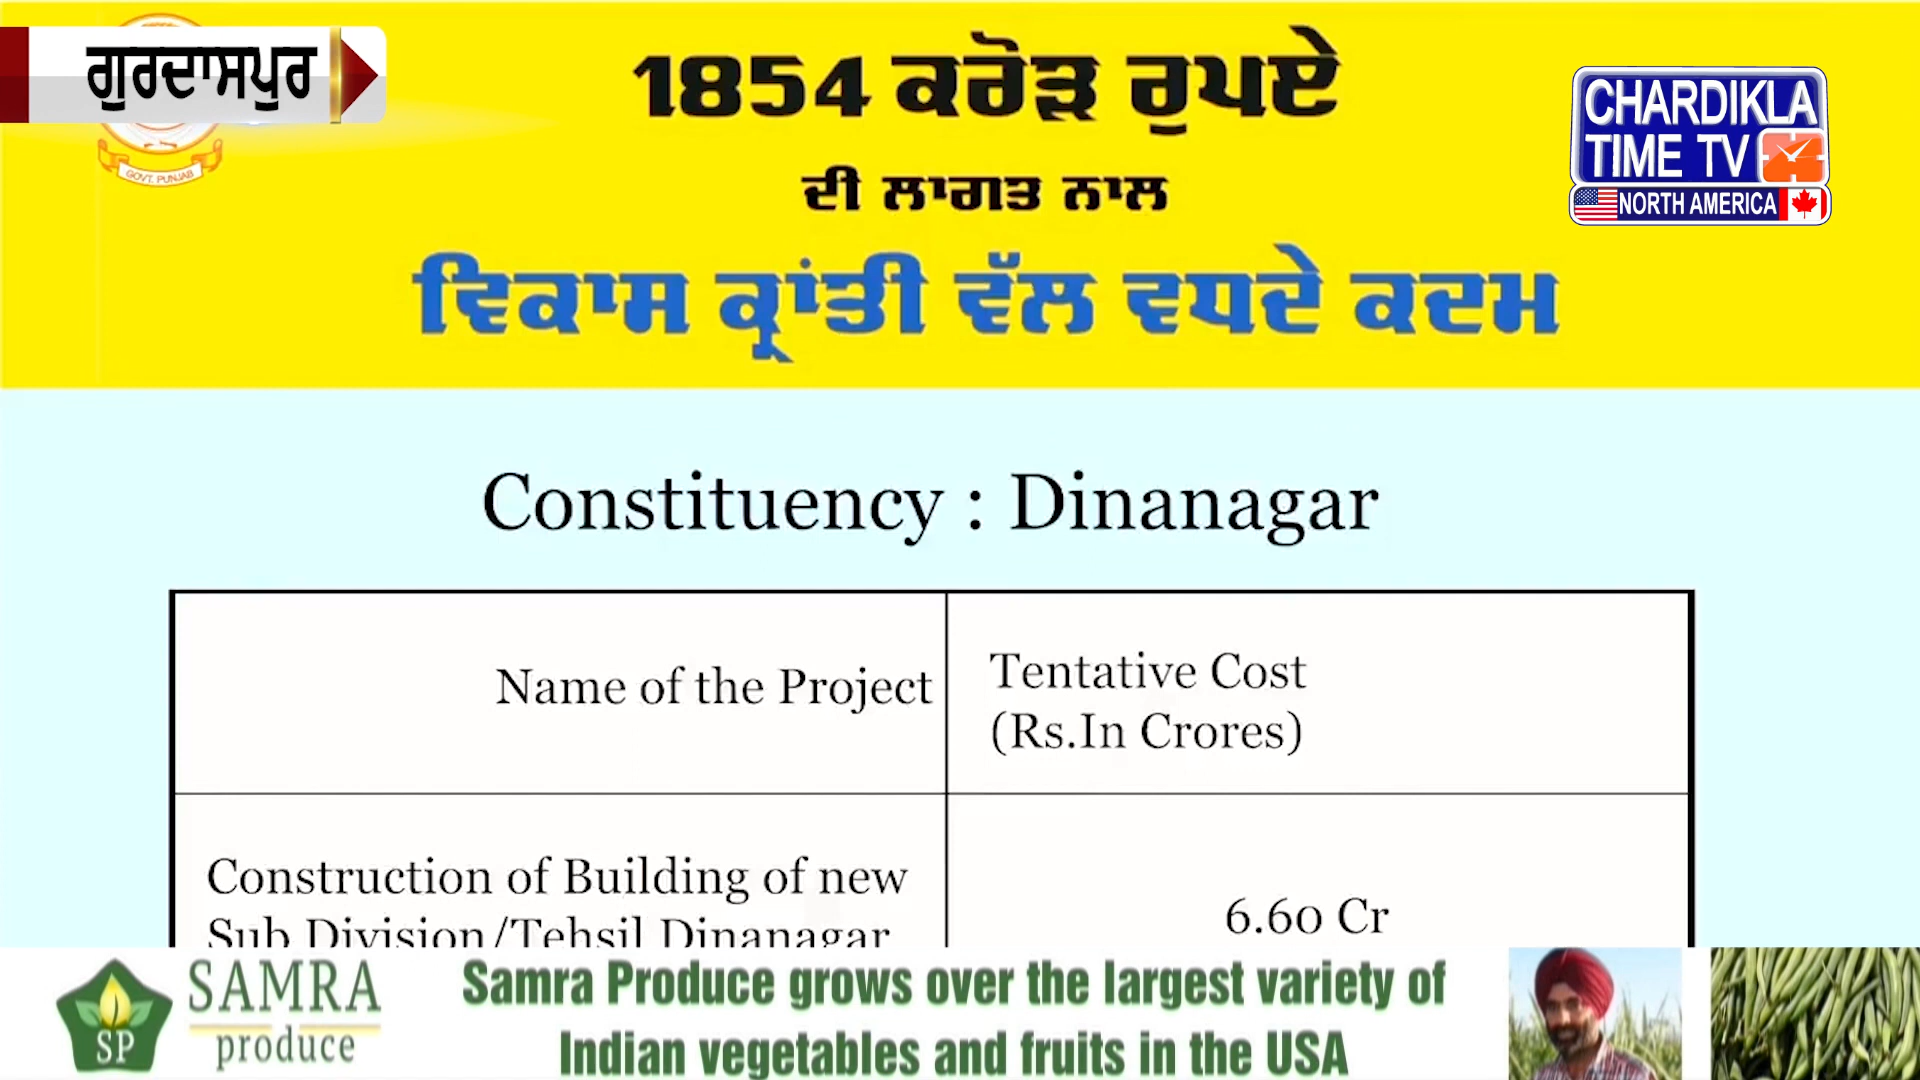 ਗੁਰਦਾਸਪੁਰ
GOVT. PUNJAB
1854 ਕਰੋੜ ਰੁਪਏ
ਦੀ ਲਾਗਤ ਨਾਲ
ਵਿਕਾਸ ਕ੍ਰਾਂਤੀ ਵੱਲ ਵਧਦੇ ਕਦਮ
CHARDIKLA
TIME TV
NORTH AMERICA
Constituency : Dinanagar
Name of the Project
Tentative Cost
(Rs.In Crores)
Construction of Building of new
Sub Division/Tehsil Dinanagar
6.60 Cr
SP
SAMRA
produce
Samra Produce grows over the largest variety of
Indian vegetables and fruits in the USA